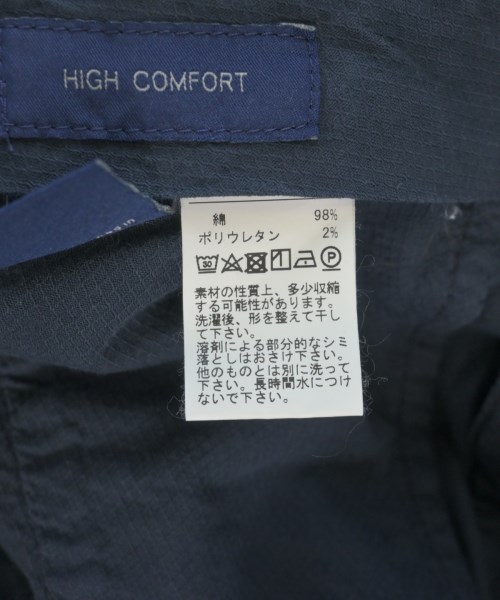 HIGH COMFORT
綿 98%
ポリウレタン 2%
30 P
素材の性質上、多少収縮
する可能性があります。
洗濯後、形を整えて干し
て下さい。
溶剤による部分的なシミ
落としはおさけ下さい。
他のものとは別に洗って
下さい。長時間水につけ
ないで下さい。